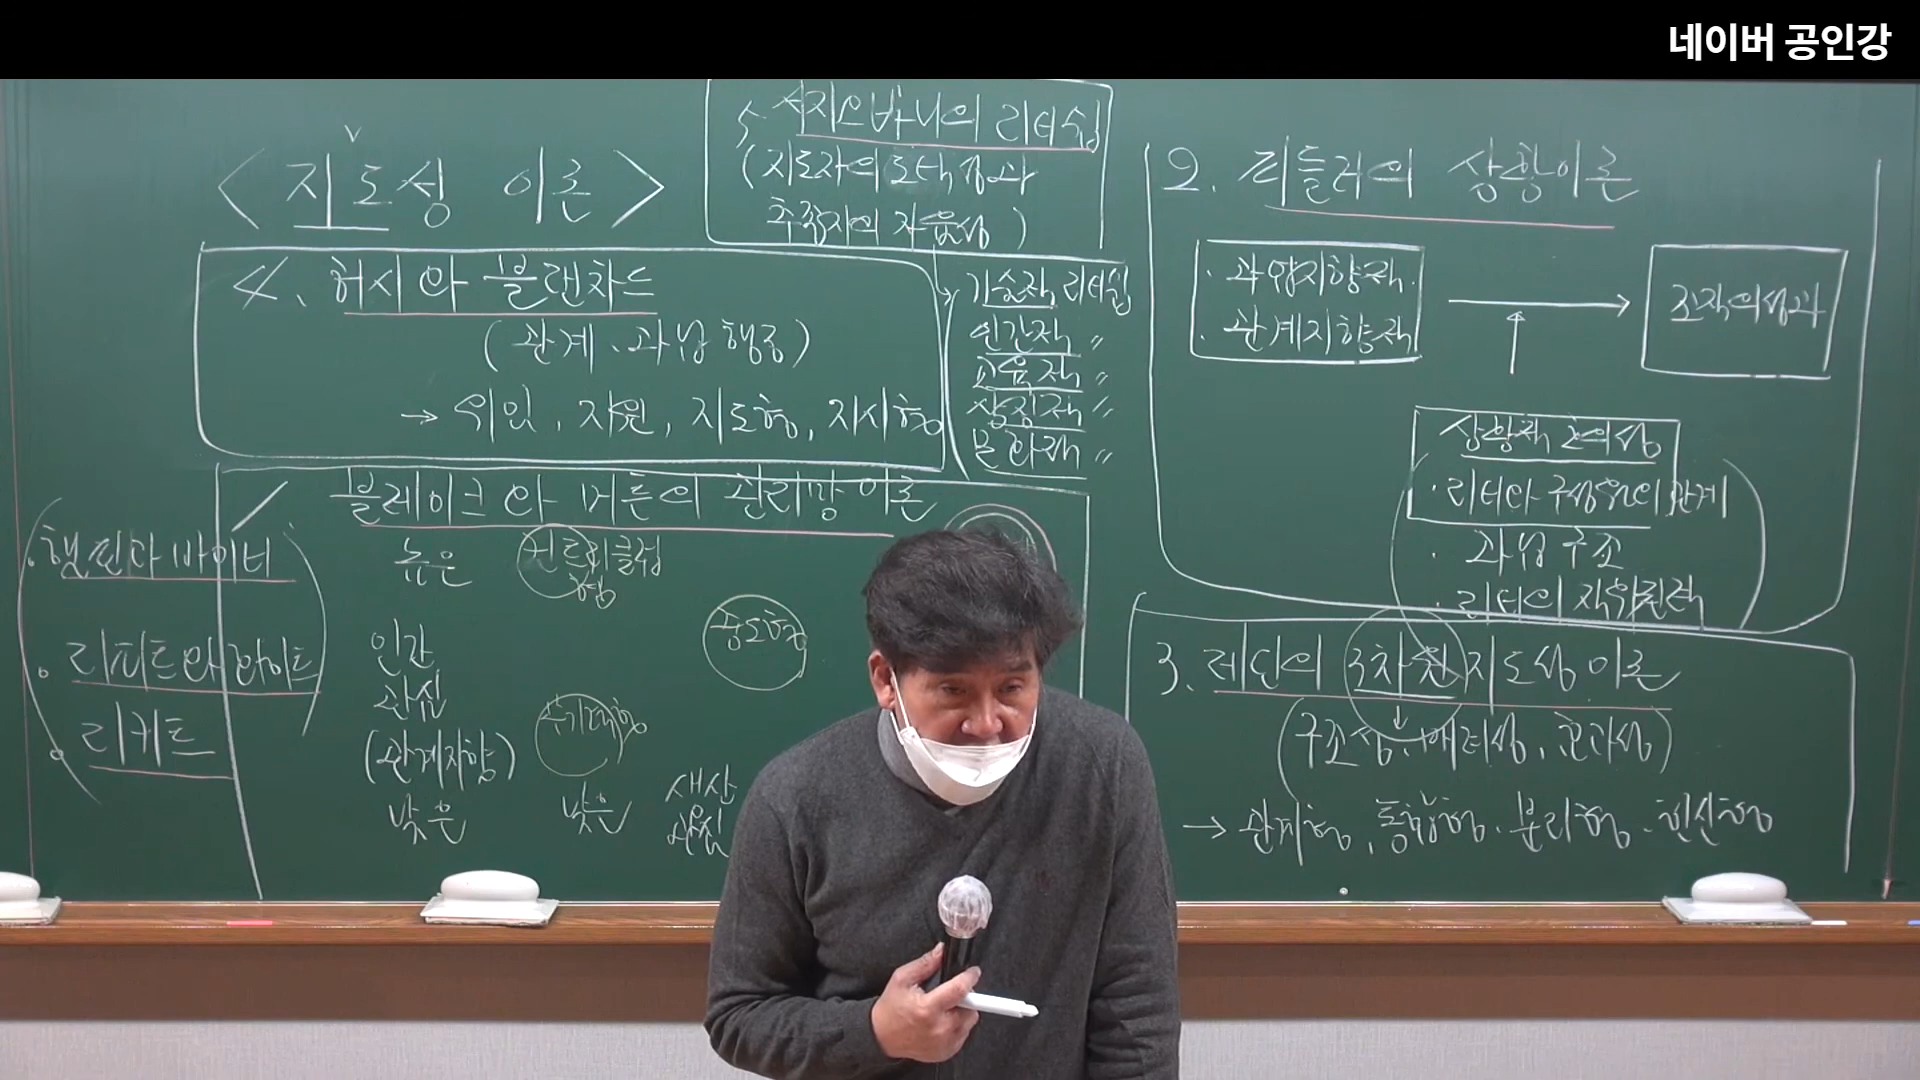 네이버 공인강
< 지도성 이론 >
5. 서지오바니의 리더십
(지도자의 도덕성과
추종자의 자율성)
4. 허시와 블랜차드
(관계、과업행동)
→ 위임, 지원, 지도형, 지시형
기술적 리더십
인간적 〃
교육적 〃
상징적 〃
문화적 〃
블레이크와 머튼의 관리망이론
높은
컨트리클럽형
중도형
인간
관심
(관계지향)
낮은
낮은
생산
관심
· 핼핀과 바이너
· 리피트와 화이트
· 리커트
2. 피들러의 상황이론
· 과업지향적
· 관계지향적
→
조직의 성과
상황적 호의성
· 리더와 구성원의 관계
· 과업구조
· 리더의 지위권력
3. 레딘의 3차원 지도성이론
(구조성, 배려성, 효과성)
→ 관계형, 통합형, 분리형, 헌신형